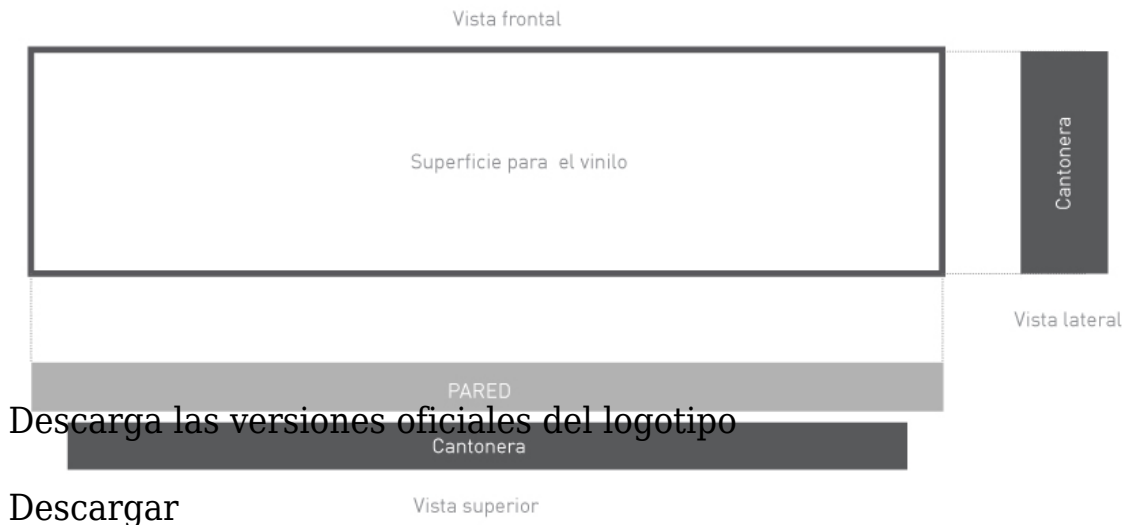 Vista frontal
Superficie para el vinilo
Cantonera
Vista lateral
PARED
Descarga las versiones oficiales del logotipo
Cantonera
Descargar
Vista superior